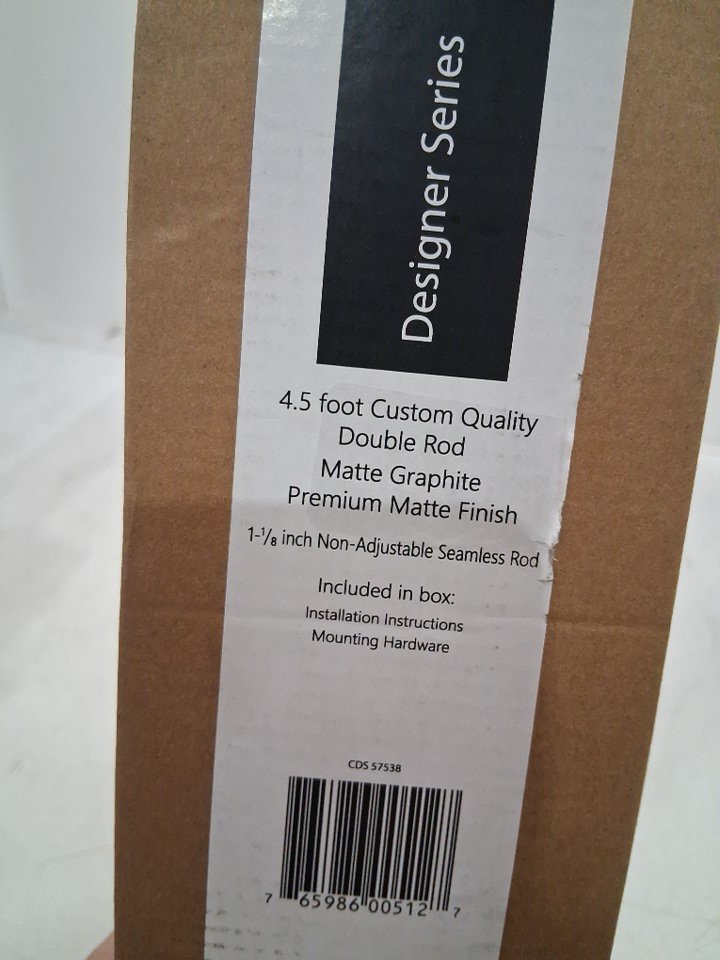 Designer Series
4.5 foot Custom Quality
Double Rod
Matte Graphite
Premium Matte Finish
1-⅛ inch Non-Adjustable Seamless Rod
Included in box:
Installation Instructions
Mounting Hardware
CDS 57538
7 65986 00512 7